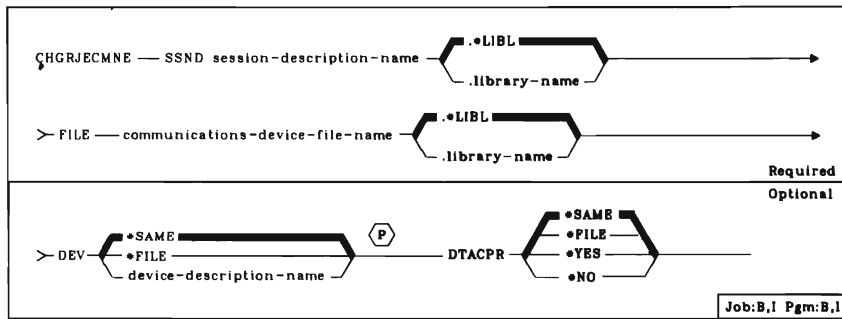 .*LIBL
CHGRJECMNE SSND session-description-name
.library-name
.*LIBL
FILE communications-device-file-name
.library-name
Required
Optional
*SAME
*FILE
device-description-name
DEV
P
DTACPR
*SAME
*FILE
*YES
*NO
Job:B,I Pgm:B,I